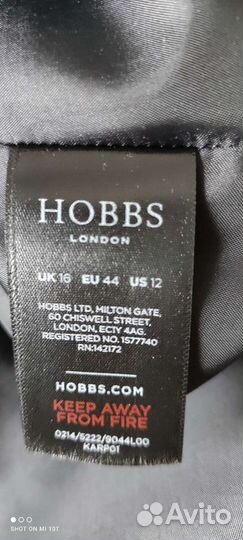 HOBBS
LONDON
UK 16 EU 44 US 12
HOBBS LTD, MILTON GATE,
60 CHISWELL STREET,
LONDON, EC1Y 4AG.
REGISTERED NO. 1577740
RN:142172
HOBBS.COM
KEEP AWAY
FROM FIRE
0214/5222/9044L00
KARP01
SHOT ON MI 10T
Avito